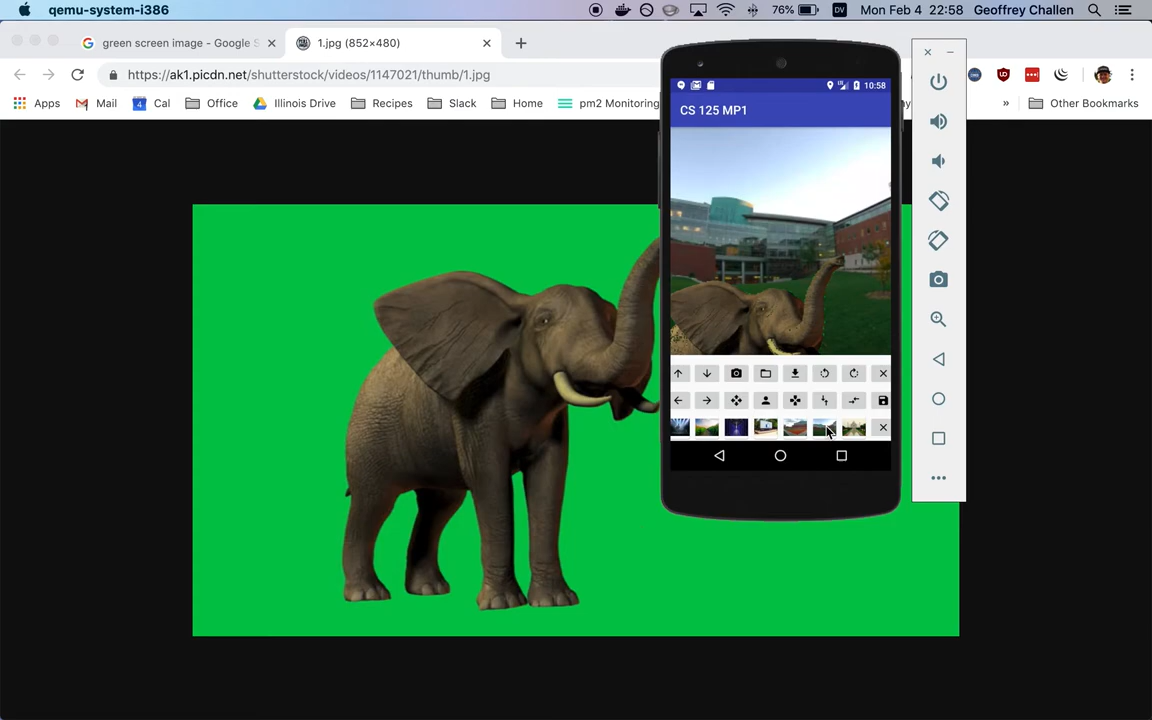 qemu-system-i386
76%
DV
Mon Feb 4 22:58
Geoffrey Challen
green screen image - Google S
1.jpg (852×480)
https://ak1.picdn.net/shutterstock/videos/1147021/thumb/1.jpg
Apps
Mail
4
Cal
Office
Illinois Drive
Recipes
Slack
Home
pm2 Monitoring
»
Other Bookmarks
10:58
CS 125 MP1